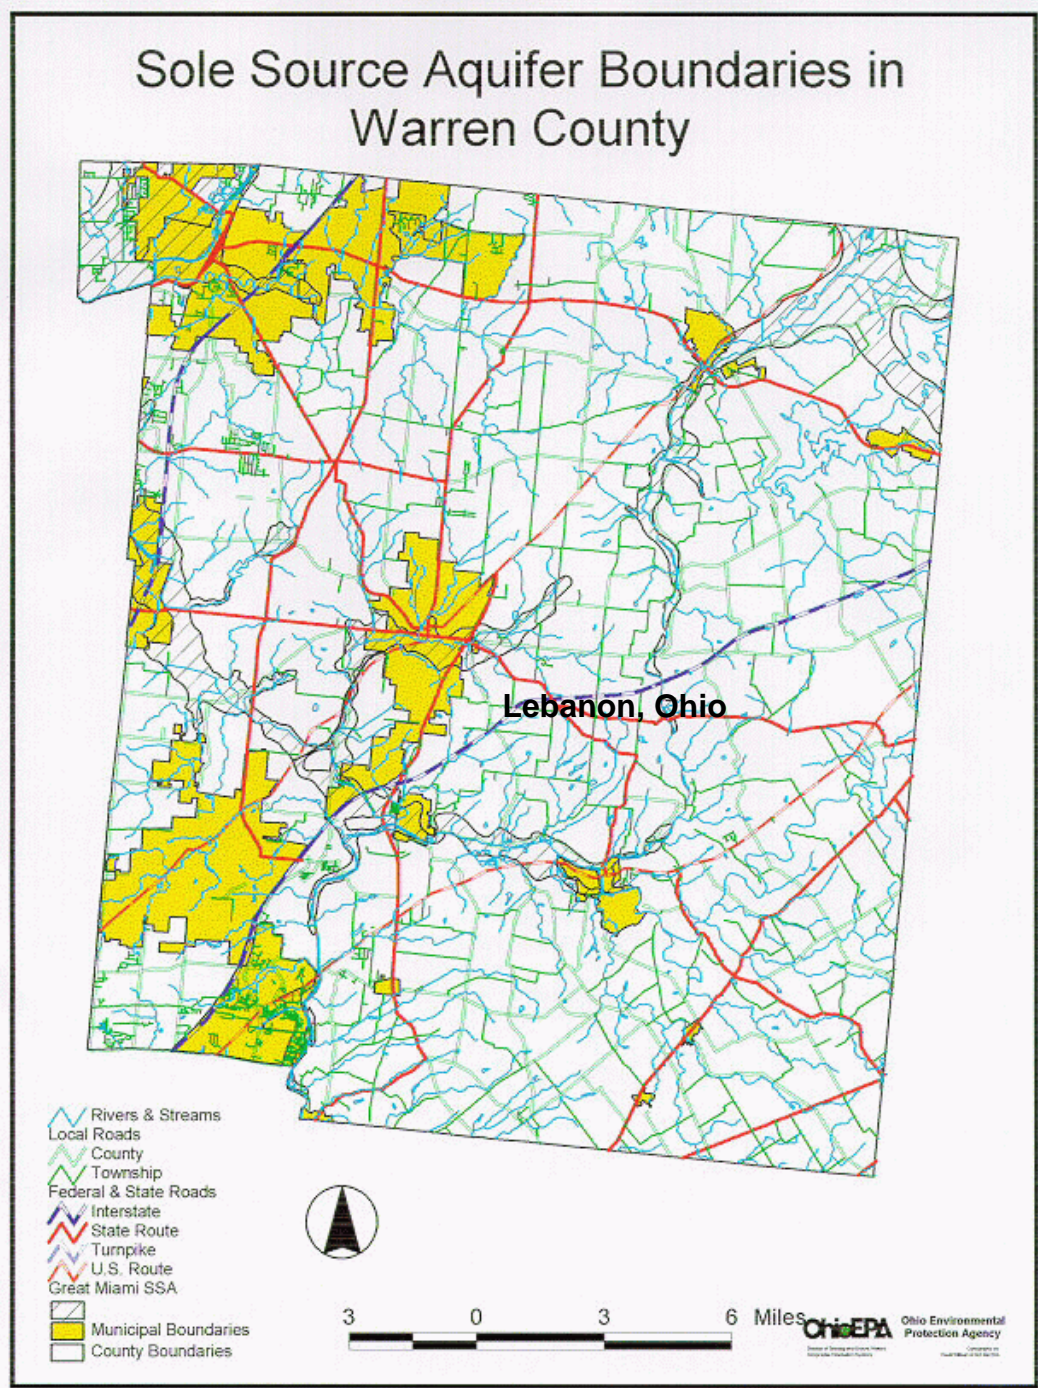 Sole Source Aquifer Boundaries in
Warren County
Lebanon, Ohio
Rivers & Streams
Local Roads
County
Township
Federal & State Roads
Interstate
State Route
Turnpike
U.S. Route
Great Miami SSA
Municipal Boundaries
County Boundaries
3 0 3 6 Miles
OhioEPA
Ohio Environmental
Protection Agency